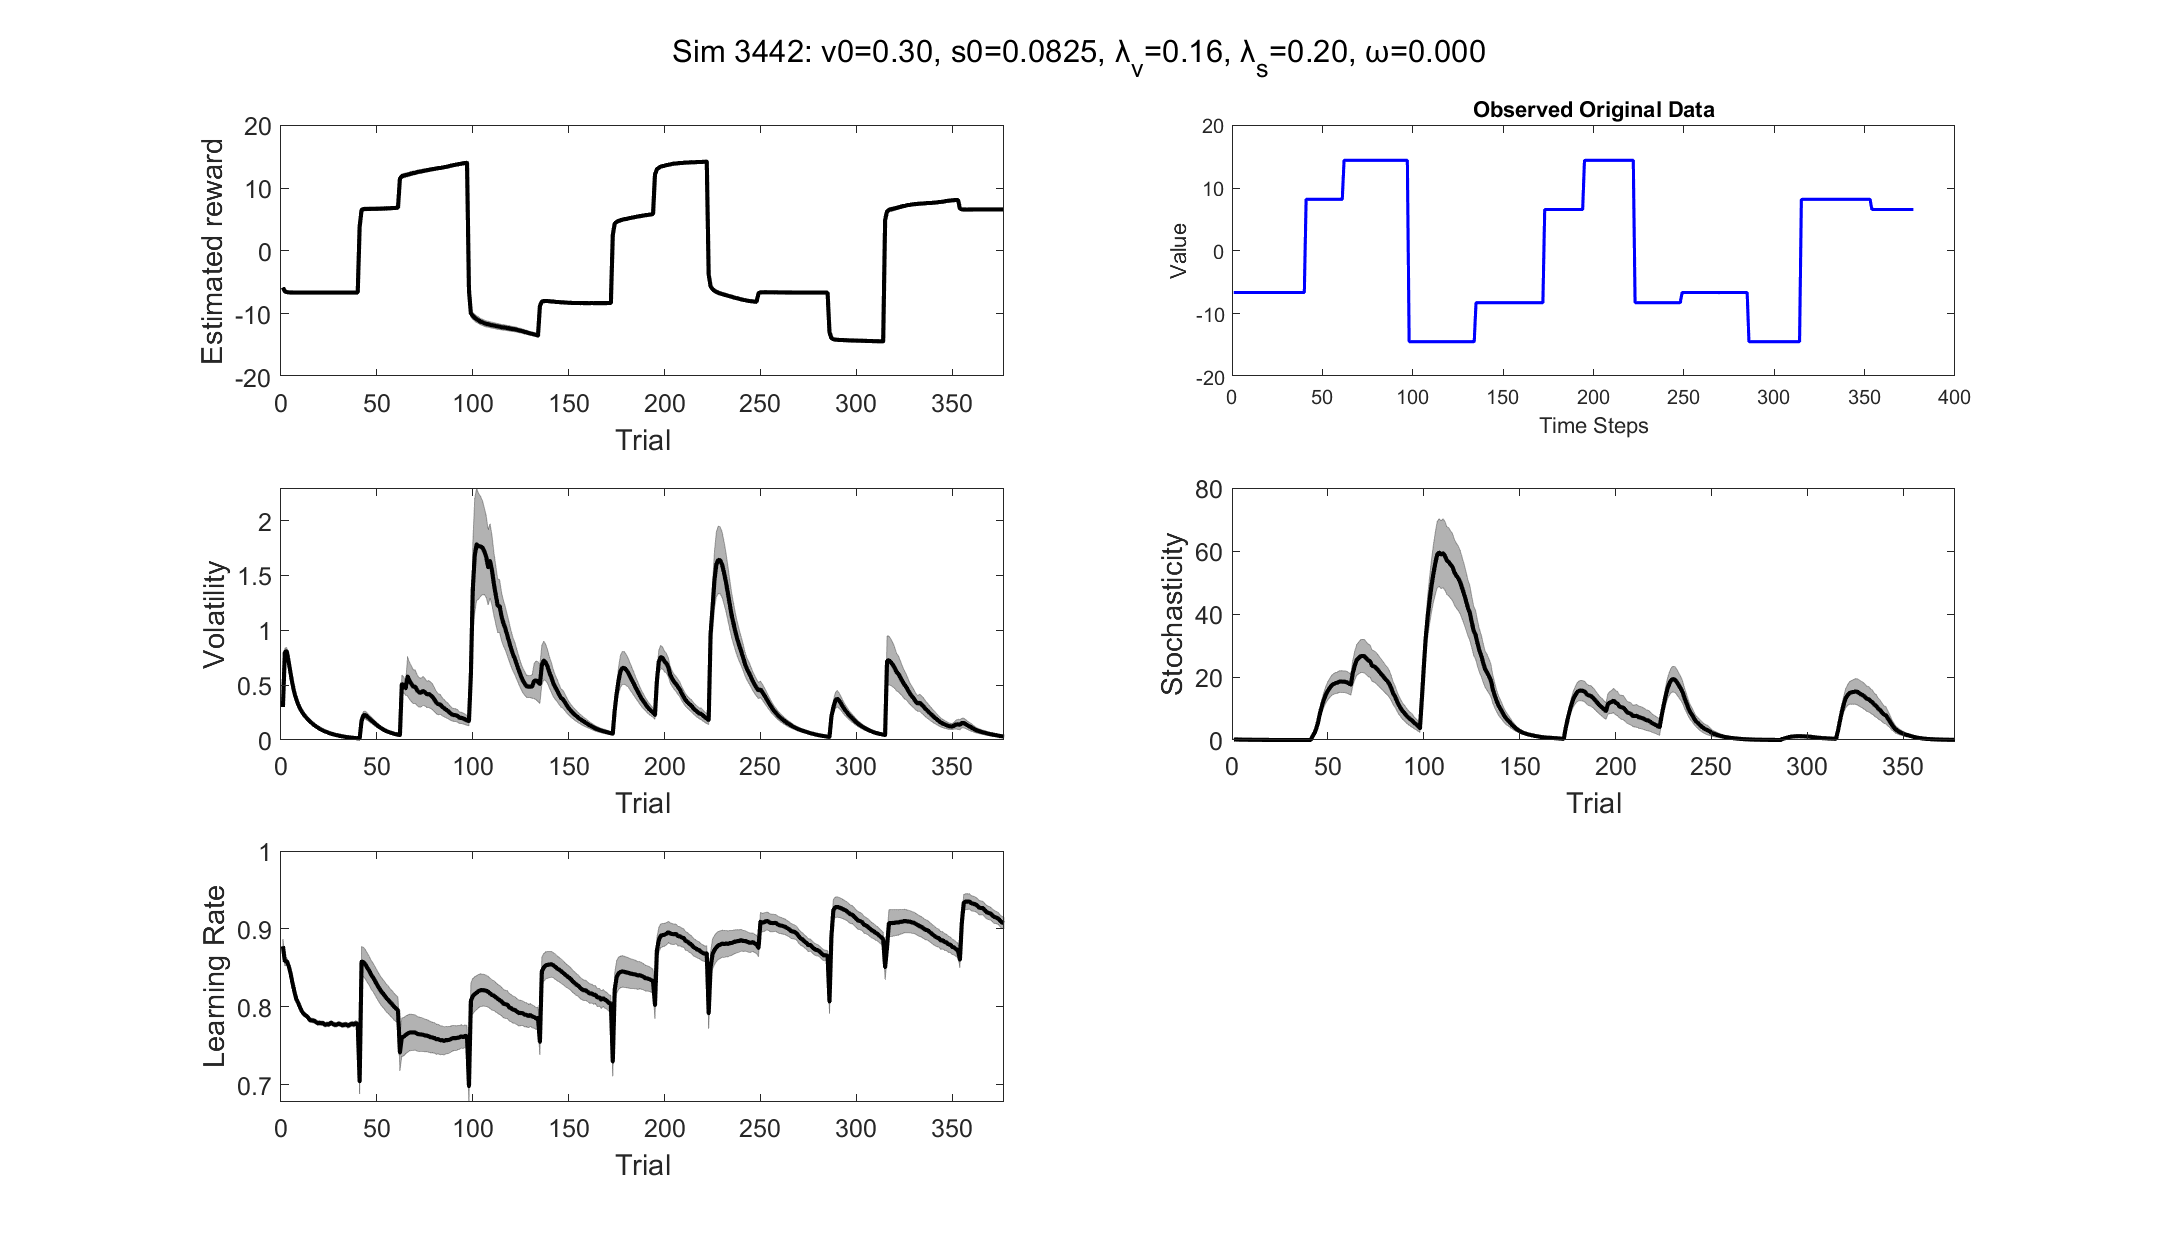 Sim 3442: v0=0.30, s0=0.0825, λv=0.16, λs=0.20, ω=0.000
Estimated reward
20
10
0
-10
-20
0 50 100 150 200 250 300 350
Trial
Observed Original Data
Value
20
10
0
-10
-20
0 50 100 150 200 250 300 350 400
Time Steps
Volatility
2
1.5
1
0.5
0
0 50 100 150 200 250 300 350
Trial
Stochasticity
80
60
40
20
0
0 50 100 150 200 250 300 350
Trial
Learning Rate
1
0.9
0.8
0.7
0 50 100 150 200 250 300 350
Trial